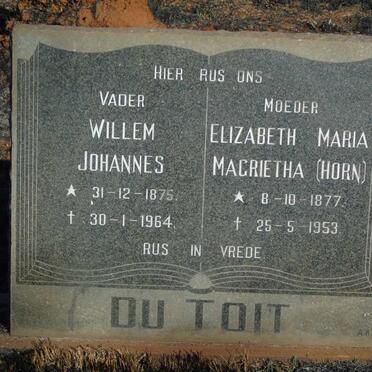 HIER RUS ONS
VADER
WILLEM
JOHANNES
* 31-12-1875
† 30-1-1964
MOEDER
ELIZABETH MARIA
MAGRIETHA (HORN)
* 8-10-1877
† 25-5-1953
RUS IN VREDE
DU TOIT